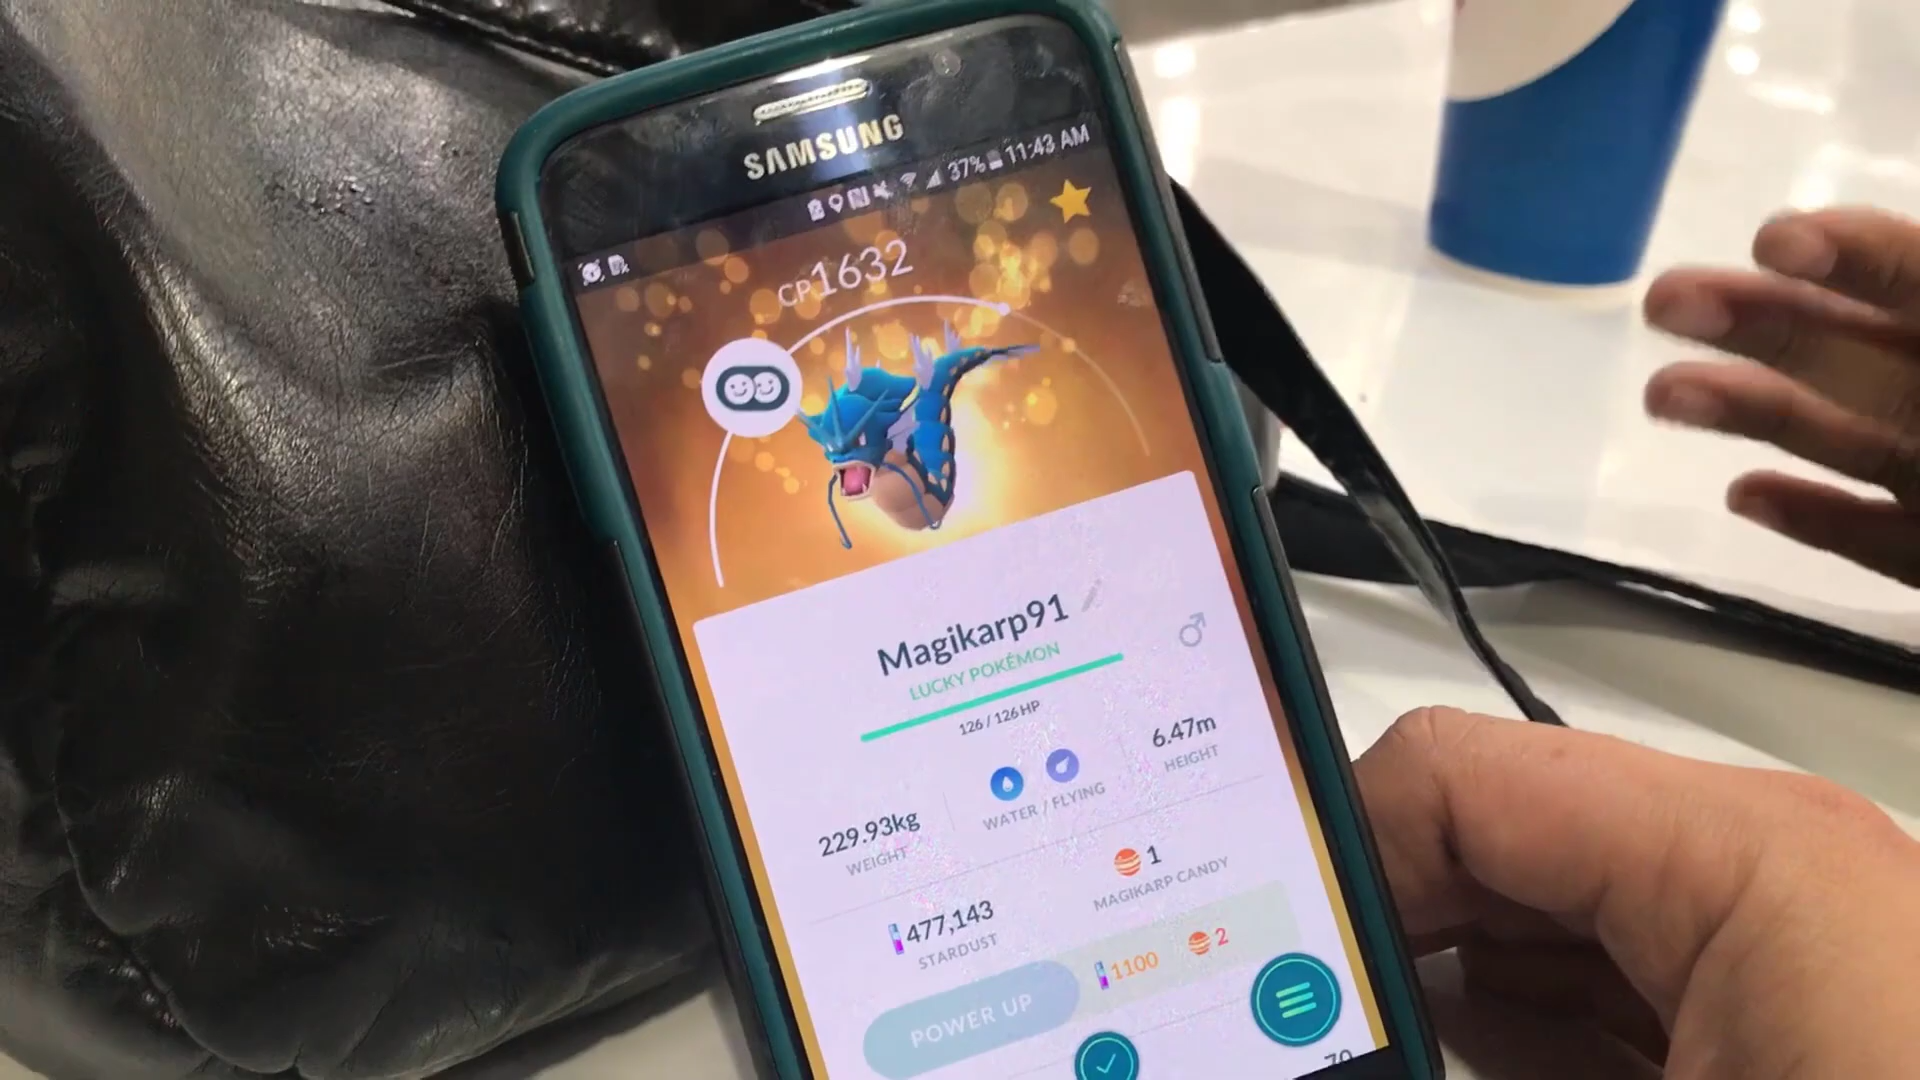 SAMSUNG
37% 11:43 AM
CP1632
Magikarp91
LUCKY POKÉMON
126 / 126 HP
229.93kg
WEIGHT
WATER / FLYING
6.47m
HEIGHT
477,143
STARDUST
1
MAGIKARP CANDY
POWER UP
1100
2
70